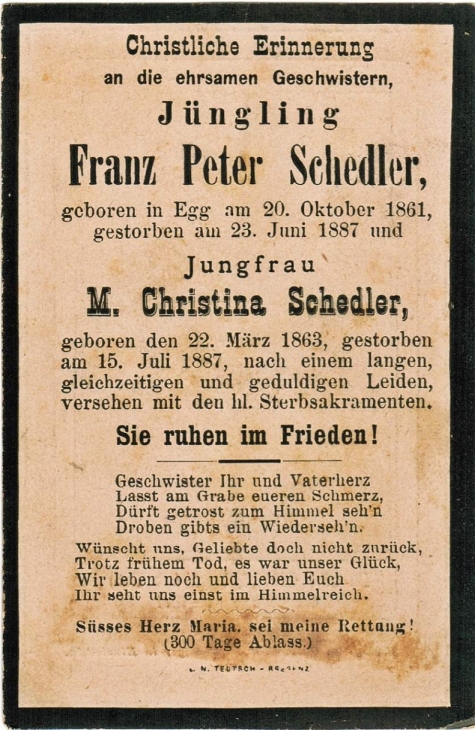 Christliche Erinnerung
an die ehrsamen Geschwistern,
Jüngling
Franz Peter Schedler,
geboren in Egg am 20. Oktober 1861,
gestorben am 23. Juni 1887 und
Jungfrau
M. Christina Schedler,
geboren den 22. März 1863, gestorben
am 15. Juli 1887, nach einem langen,
gleichzeitigen und geduldigen Leiden,
versehen mit den hl. Sterbsakramenten.
Sie ruhen im Frieden!
Geschwister Ihr und Vaterherz
Lasst am Grabe eueren Schmerz,
Dürft getrost zum Himmel seh'n
Droben gibts ein Wiederseh'n.
Wünscht uns, Geliebte doch nicht zurück,
Trotz frühem Tod, es war unser Glück,
Wir leben noch und lieben Euch
Ihr seht uns einst im Himmelreich.
Süsses Herz Maria, sei meine Rettung!
(300 Tage Ablass.)
N. TEUTSCH - BREGENZ